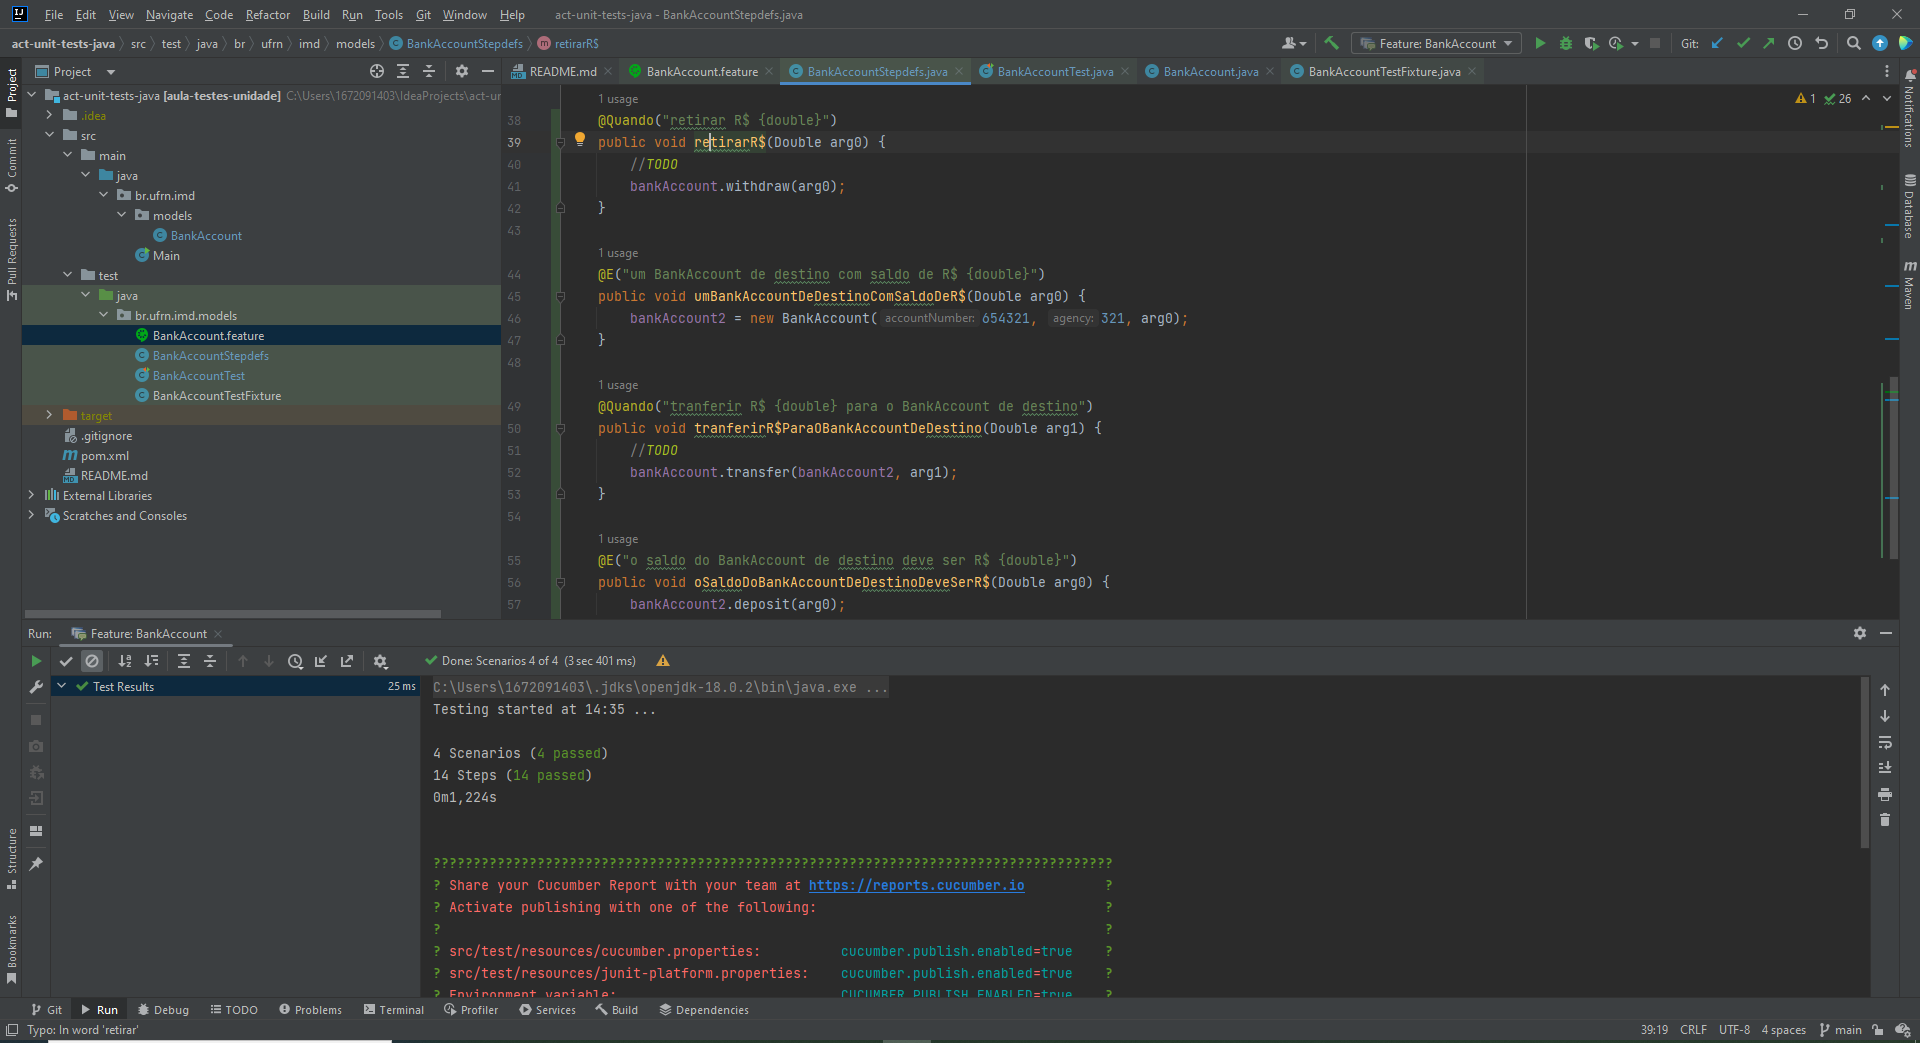 File Edit View Navigate Code Refactor Build Run Tools Git Window Help act-unit-tests-java - BankAccountStepdefs.java
act-unit-tests-java src test java br ufrn imd models BankAccountStepdefs retirarR$ Feature: BankAccount Git:
Project README.md BankAccount.feature BankAccountStepdefs.java BankAccountTest.java BankAccount.java BankAccountTestFixture.java
Project
Commit
Pull Requests
Structure
Bookmarks
act-unit-tests-java [aula-testes-unidade] C:\Users\1672091403\IdeaProjects\act-ur
.idea
src
main
java
br.ufrn.imd
models
BankAccount
Main
test
java
br.ufrn.imd.models
BankAccount.feature
BankAccountStepdefs
BankAccountTest
BankAccountTestFixture
target
.gitignore
pom.xml
README.md
External Libraries
Scratches and Consoles
1 26
1 usage
38 @Quando("retirar R$ {double}")
39 public void retirarR$(Double arg0) {
40 //TODO
41 bankAccount.withdraw(arg0);
42 }
43
1 usage
44 @E("um BankAccount de destino com saldo de R$ {double}")
45 public void umBankAccountDeDestinoComSaldoDeR$(Double arg0) {
46 bankAccount2 = new BankAccount( accountNumber: 654321, agency: 321, arg0);
47 }
48
1 usage
49 @Quando("tranferir R$ {double} para o BankAccount de destino")
50 public void tranferirR$ParaOBankAccountDeDestino(Double arg1) {
51 //TODO
52 bankAccount.transfer(bankAccount2, arg1);
53 }
54
1 usage
55 @E("o saldo do BankAccount de destino deve ser R$ {double}")
56 public void oSaldoDoBankAccountDeDestinoDeveSerR$(Double arg0) {
57 bankAccount2.deposit(arg0);
Notifications
Database
Maven
Run: Feature: BankAccount
Done: Scenarios 4 of 4 (3 sec 401 ms)
Test Results 25 ms
C:\Users\1672091403\.jdks\openjdk-18.0.2\bin\java.exe ...
Testing started at 14:35 ...
4 Scenarios (4 passed)
14 Steps (14 passed)
0m1,224s
?????????????????????????????????????????????????????????????????????????????????????
? Share your Cucumber Report with your team at https://reports.cucumber.io ?
? Activate publishing with one of the following: ?
? ?
? src/test/resources/cucumber.properties: cucumber.publish.enabled=true ?
? src/test/resources/junit-platform.properties: cucumber.publish.enabled=true ?
? Environment variable: CUCUMBER_PUBLISH_ENABLED=true ?
Git Run Debug TODO Problems Terminal Profiler Services Build Dependencies
Typo: In word 'retirar' 39:19 CRLF UTF-8 4 spaces main